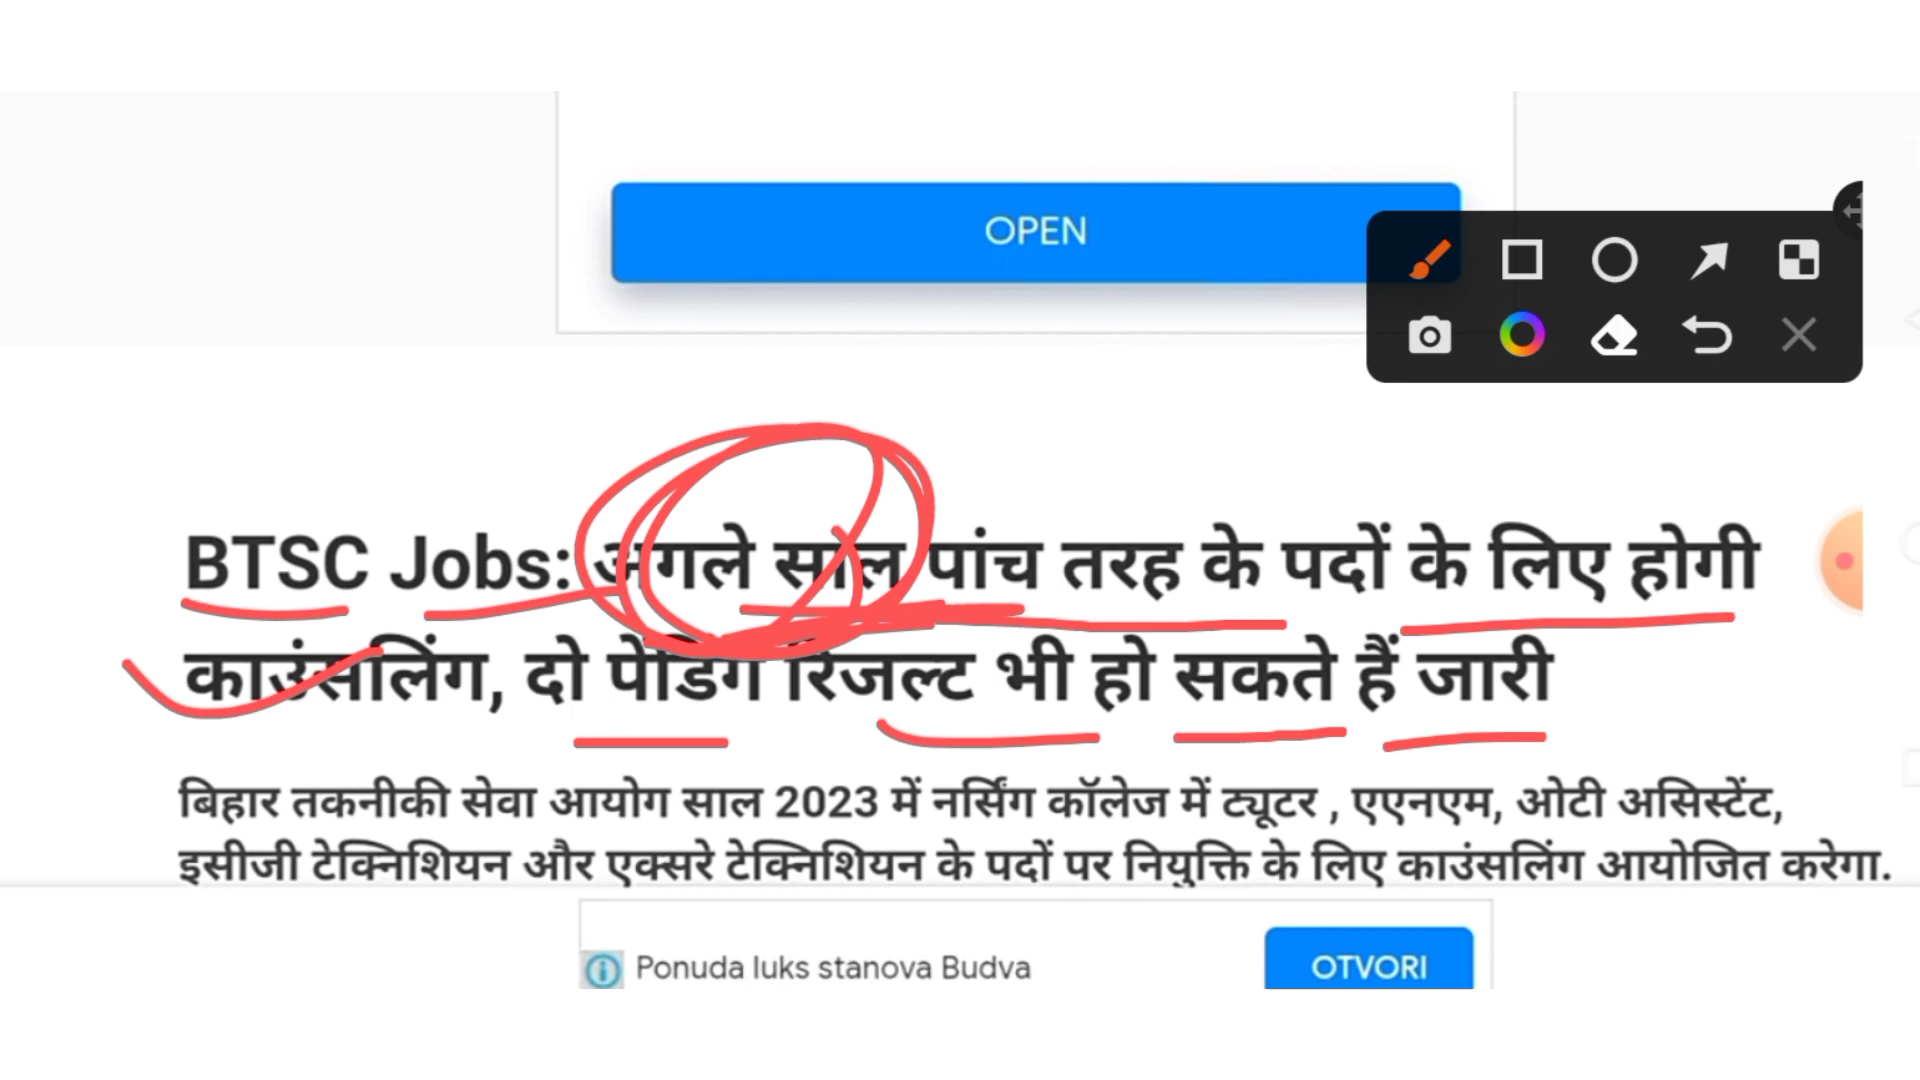 OPEN
BTSC Jobs: अगले साल पांच तरह के पदों के लिए होगी
काउंसलिंग, दो पेंडिंग रिजल्ट भी हो सकते हैं जारी
बिहार तकनीकी सेवा आयोग साल 2023 में नर्सिंग कॉलेज में ट्यूटर , एएनएम, ओटी असिस्टेंट,
इसीजी टेक्निशियन और एक्सरे टेक्निशियन के पदों पर नियुक्ति के लिए काउंसलिंग आयोजित करेगा.
Ponuda luks stanova Budva
OTVORI